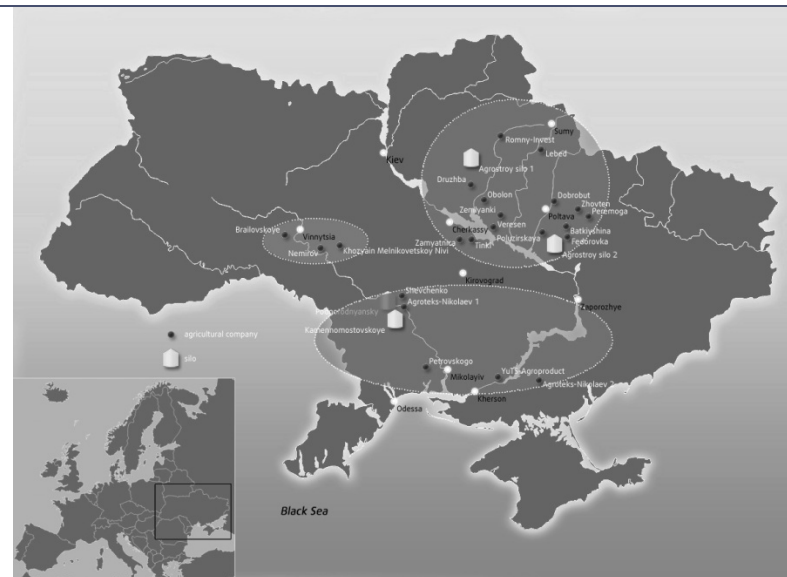 Sumy
Romny-Invest
Lebed
Kiev
Agrostroy silo 1
Druzhba
Obolon
Dobrobut
Zemlyanki
Zhovten
Poltava
Peremoga
Cherkassy
Veresen
Batkivshina
Brailovskoye
Vinnytsia
Poluzirskaya
Fedorovka
Zamyatnica
Tinki
Khozyain Melnikovetskoy Nivi
Nemirov
Agrostroy silo 2
Kirovograd
Shevchenko
Zaporozhye
Agroteks-Nikolaev 1
Kamennomostovskoye
agricultural company
silo
Petrovskogo
Mikolayiv
YuTS-Agroproduct
Agroteks-Nikolaev 2
Kherson
Odessa
Black Sea